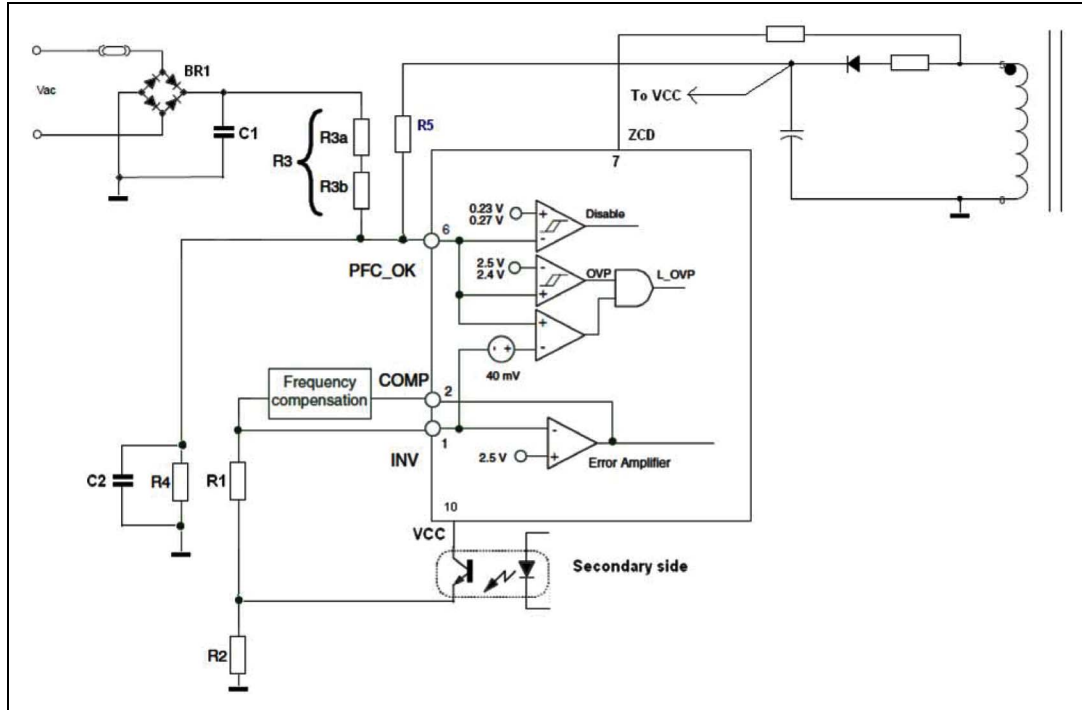 BR1
Vac
C1
R3
R3a
R3b
R5
To VCC
ZCD
7
5
6
0.23 V
0.27 V
Disable
6
PFC_OK
2.5 V
2.4 V
OVP
L_OVP
40 mV
Frequency
compensation
COMP
2
1
INV
2.5 V
Error Amplifier
C2
R4
R1
10
VCC
Secondary side
R2
+
-
-
+
+
-
- +
-
+